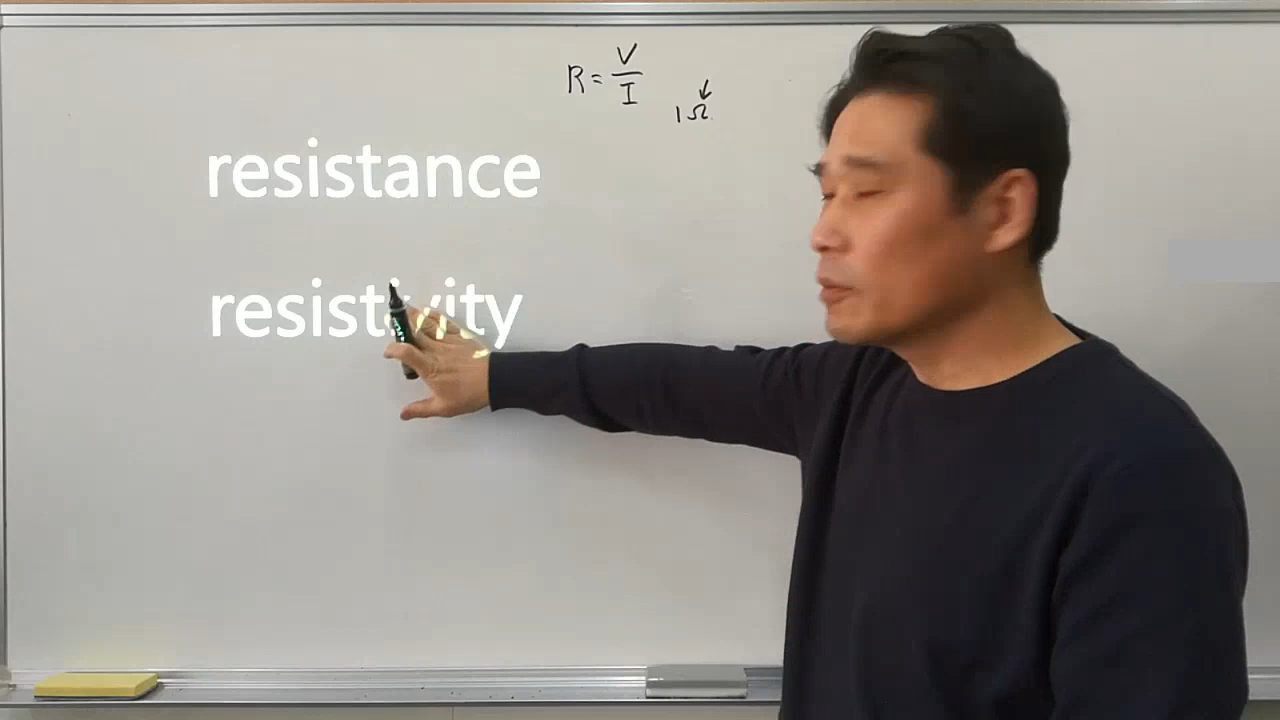 R = V/I
1Ω
resistance
resistivity